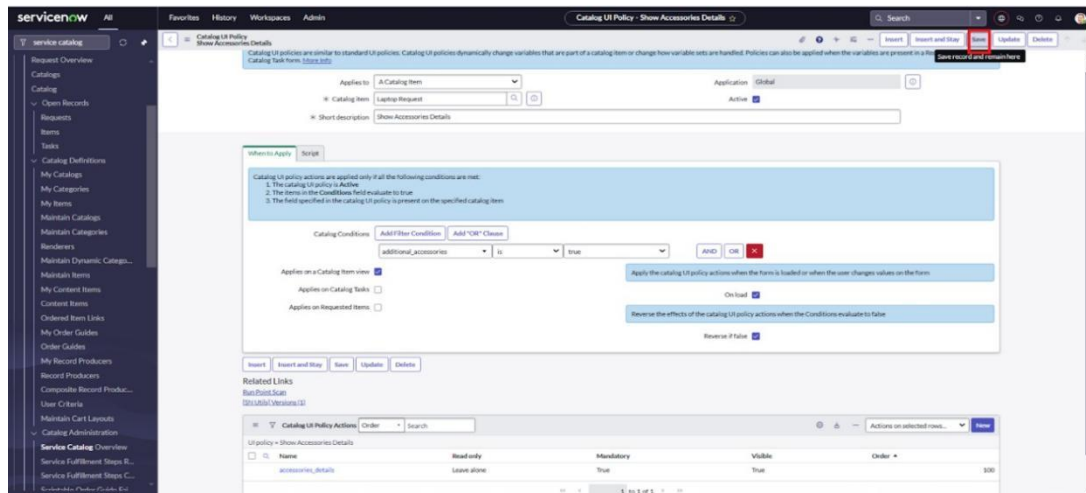 servicenow All Favorites History Workspaces Admin Catalog UI Policy - Show Accessories Details Search
service catalog
Catalog UI Policy
Show Accessories Details
Insert Insert and Stay Save Update Delete
Save record and remain here
Request Overview
Catalogs
Catalog
Open Records
Requests
Items
Tasks
Catalog Definitions
My Catalogs
My Categories
My Items
Maintain Catalogs
Maintain Categories
Renderers
Maintain Dynamic Catego...
Maintain Items
My Content Items
Content Items
Ordered Item Links
My Order Guides
Order Guides
My Record Producers
Record Producers
Composite Record Produc...
User Criteria
Maintain Cart Layouts
Catalog Administration
Service Catalog Overview
Service Fulfillment Steps R...
Service Fulfillment Steps C...
Catalog UI policies are similar to standard UI policies. Catalog UI policies dynamically change variables that are part of a catalog item or change how variable sets are handled. Policies can also be applied when the variables are present in a
Catalog Task form. More Info
Applies to A Catalog Item Application Global
Catalog item Laptop Request Active
Short description Show Accessories Details
When to Apply Script
Catalog UI policy actions are applied only if all the following conditions are met:
1. The catalog UI policy is Active
2. The items in the Conditions field evaluate to true
3. The field specified in the catalog UI policy is present on the specified catalog item
Catalog Conditions Add Filter Condition Add "OR" Clause
additional_accessories is true AND OR
Applies on a Catalog Item view Apply the catalog UI policy actions when the form is loaded or when the user changes values on the form
Applies on Catalog Tasks On load
Applies on Requested Items Reverse the effects of the catalog UI policy actions when the Conditions evaluate to false
Reverse if false
Insert Insert and Stay Save Update Delete
Related Links
Run Point Scan
[SN Utils] Versions (1)
Catalog UI Policy Actions Order Search Actions on selected rows... New
UI policy = Show Accessories Details
Name Read only Mandatory Visible Order
accessories_details Leave alone True True 100
1 to 1 of 1